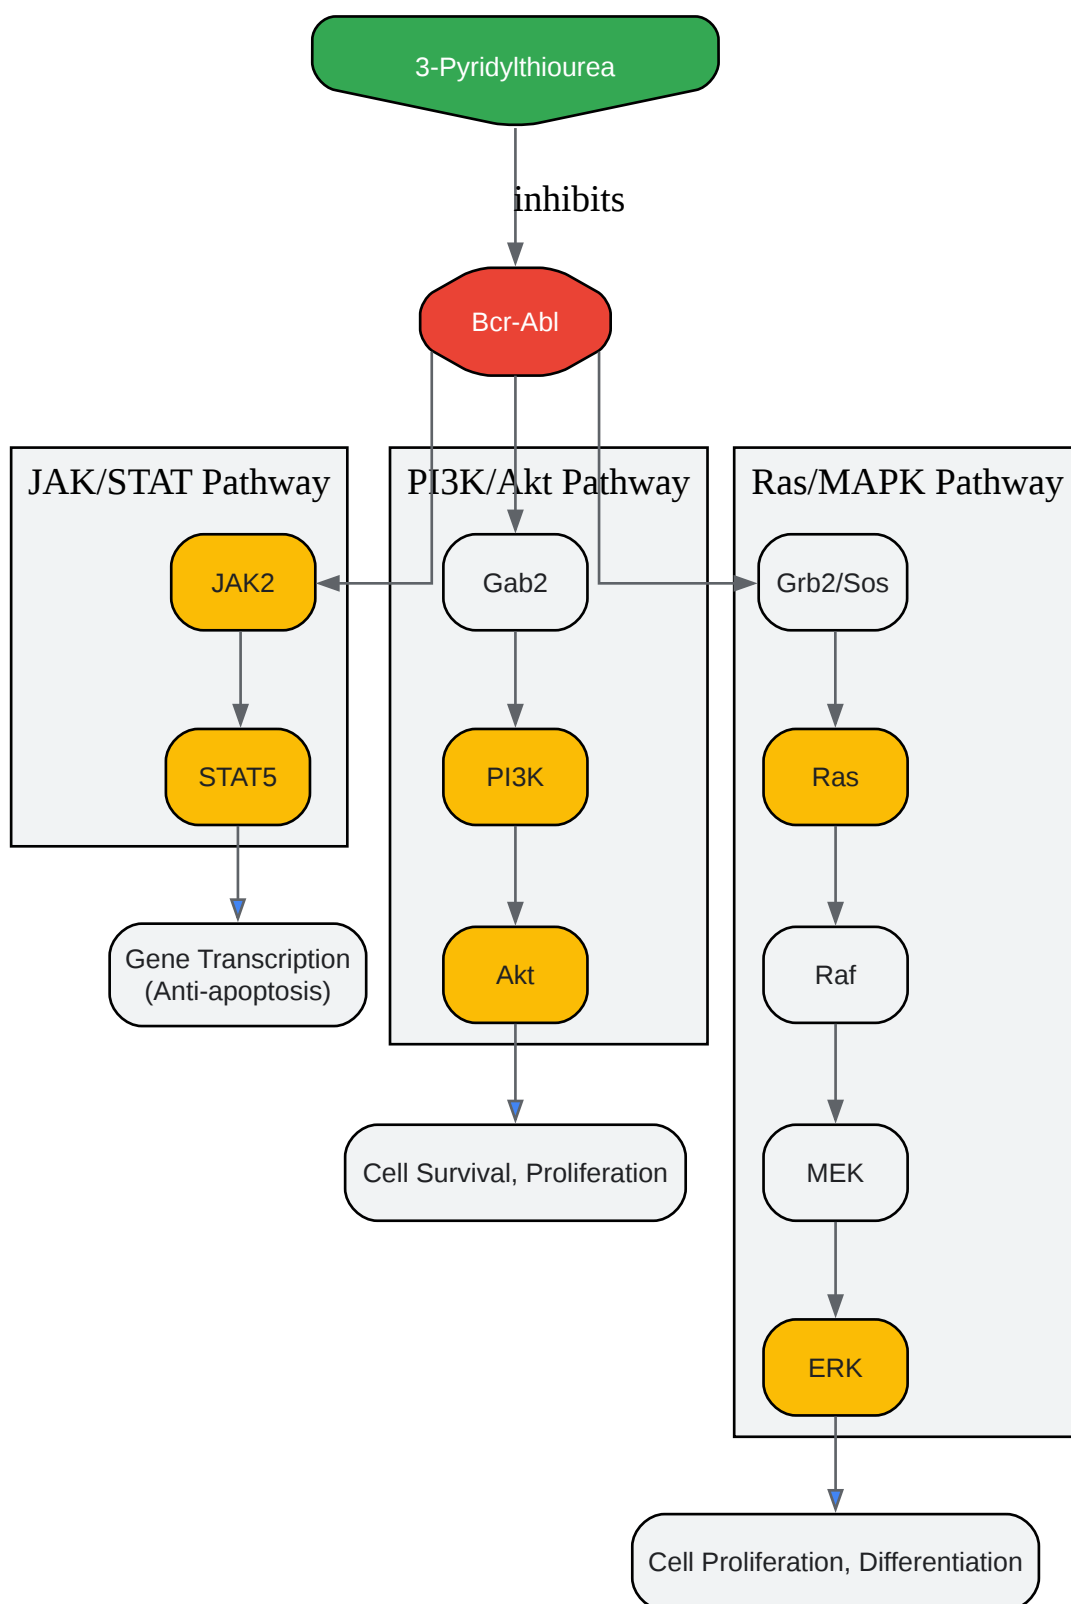 3-Pyridylthiourea
inhibits
Bcr-Abl
JAK/STAT Pathway
JAK2
STAT5
Gene Transcription
(Anti-apoptosis)
PI3K/Akt Pathway
Gab2
PI3K
Akt
Cell Survival, Proliferation
Ras/MAPK Pathway
Grb2/Sos
Ras
Raf
MEK
ERK
Cell Proliferation, Differentiation